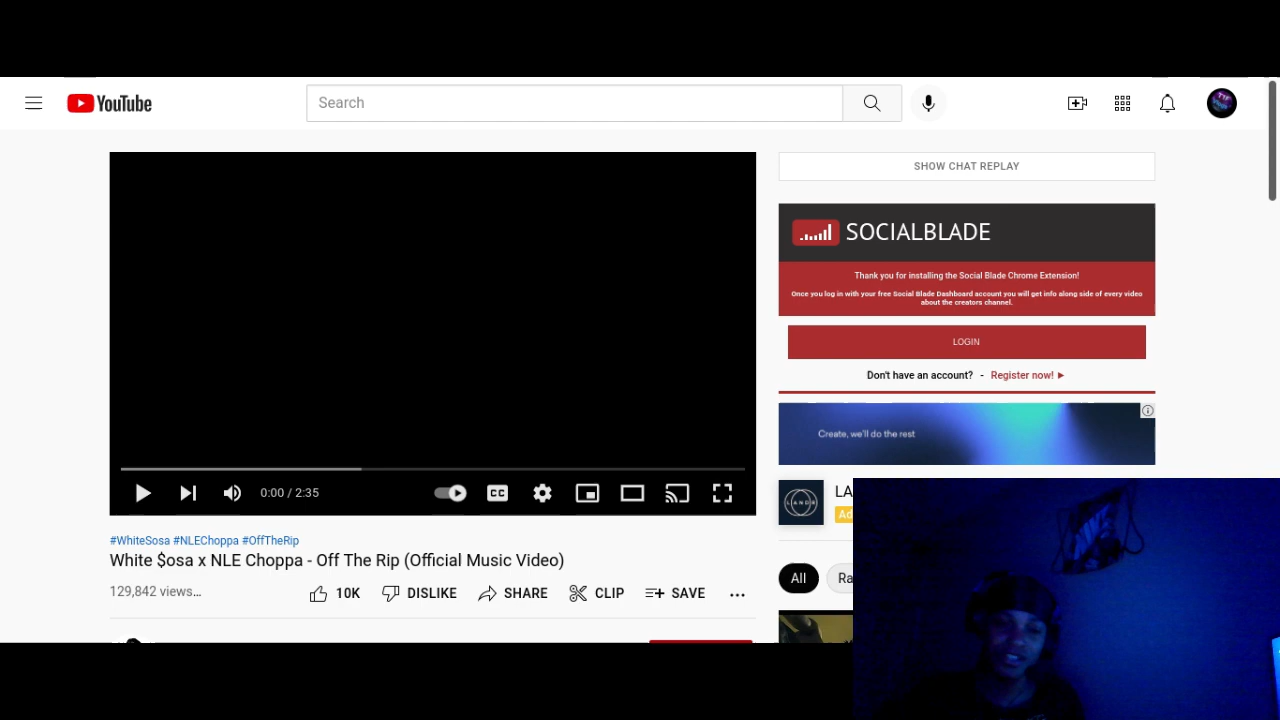 YouTube
Search
SHOW CHAT REPLAY
SOCIALBLADE
Thank you for installing the Social Blade Chrome Extension!
Once you log in with your free Social Blade Dashboard account you will get info along side of every video
about the creators channel.
LOGIN
Don't have an account? - Register now! ►
Create, we'll do the rest
LANDR
LA
Ad
All
Ra
0:00 / 2:35
CC
#WhiteSosa #NLEChoppa #OffTheRip
White $osa x NLE Choppa - Off The Rip (Official Music Video)
129,842 views…
10K
DISLIKE
SHARE
CLIP
SAVE